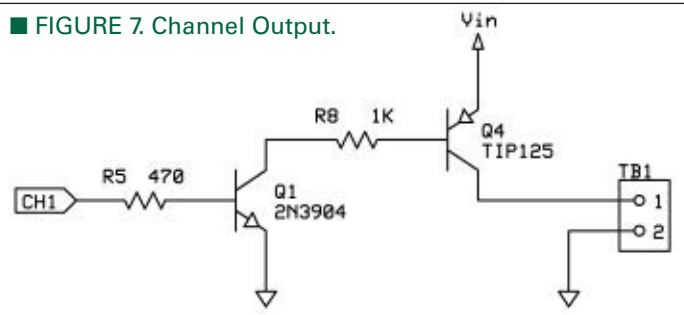 ■ FIGURE 7. Channel Output.
Vin
R8 1K
Q4
TIP125
R5 470
TB1
CH1
Q1
2N3904
1
2